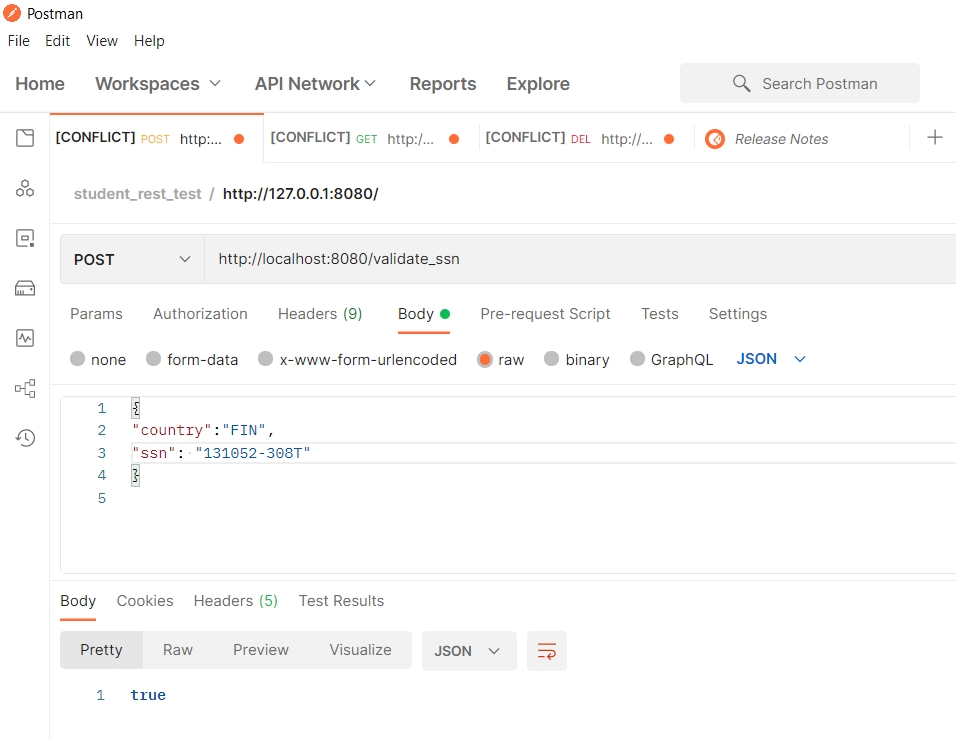 Postman
File Edit View Help
Home Workspaces API Network Reports Explore Search Postman
[CONFLICT] POST http:... [CONFLICT] GET http:/... [CONFLICT] DEL http://... Release Notes
student_rest_test / http://127.0.0.1:8080/
POST http://localhost:8080/validate_ssn
Params Authorization Headers (9) Body Pre-request Script Tests Settings
none form-data x-www-form-urlencoded raw binary GraphQL JSON
1 {
2 "country":"FIN",
3 "ssn": "131052-308T"
4 }
5
Body Cookies Headers (5) Test Results
Pretty Raw Preview Visualize JSON
1 true